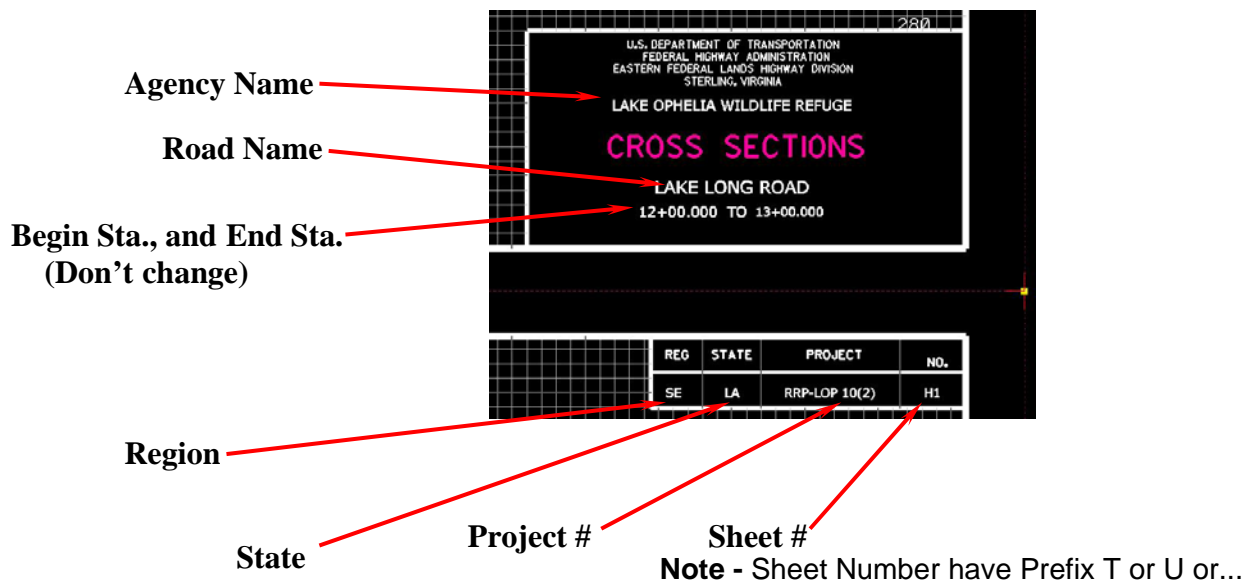 280
U.S. DEPARTMENT OF TRANSPORTATION
FEDERAL HIGHWAY ADMINISTRATION
EASTERN FEDERAL LANDS HIGHWAY DIVISION
STERLING, VIRGINIA
Agency Name
LAKE OPHELIA WILDLIFE REFUGE
Road Name
CROSS SECTIONS
LAKE LONG ROAD
12+00.000 TO 13+00.000
Begin Sta., and End Sta.
(Don't change)
REG STATE PROJECT NO.
SE LA RRP-LOP 10(2) H1
Region
State
Project #
Sheet #
Note - Sheet Number have Prefix T or U or...